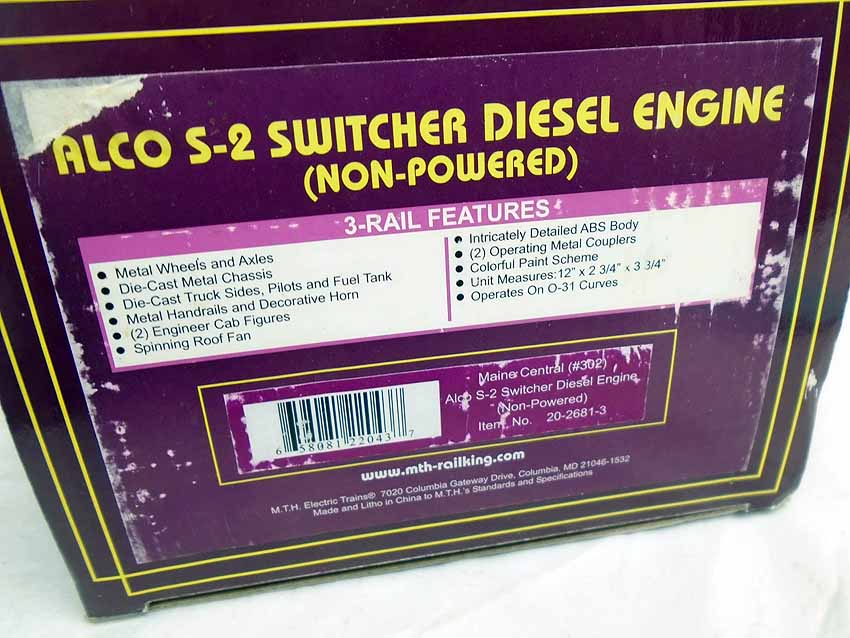 ALCO S-2 SWITCHER DIESEL ENGINE
(NON-POWERED)
3-RAIL FEATURES
• Metal Wheels and Axles
• Die-Cast Metal Chassis
• Die-Cast Truck Sides, Pilots and Fuel Tank
• Metal Handrails and Decorative Horn
• (2) Engineer Cab Figures
• Spinning Roof Fan
• Intricately Detailed ABS Body
• (2) Operating Metal Couplers
• Colorful Paint Scheme
• Unit Measures:12" x 2 3/4" x 3 3/4"
• Operates On O-31 Curves
Maine Central (#302)
Alco S-2 Switcher Diesel Engine
(Non-Powered)
Item. No. 20-2681-3
6 58081 22043 7
www.mth-railking.com
M.T.H. Electric Trains® 7020 Columbia Gateway Drive, Columbia, MD 21046-1532
Made and Litho in China to M.T.H.'s Standards and Specifications